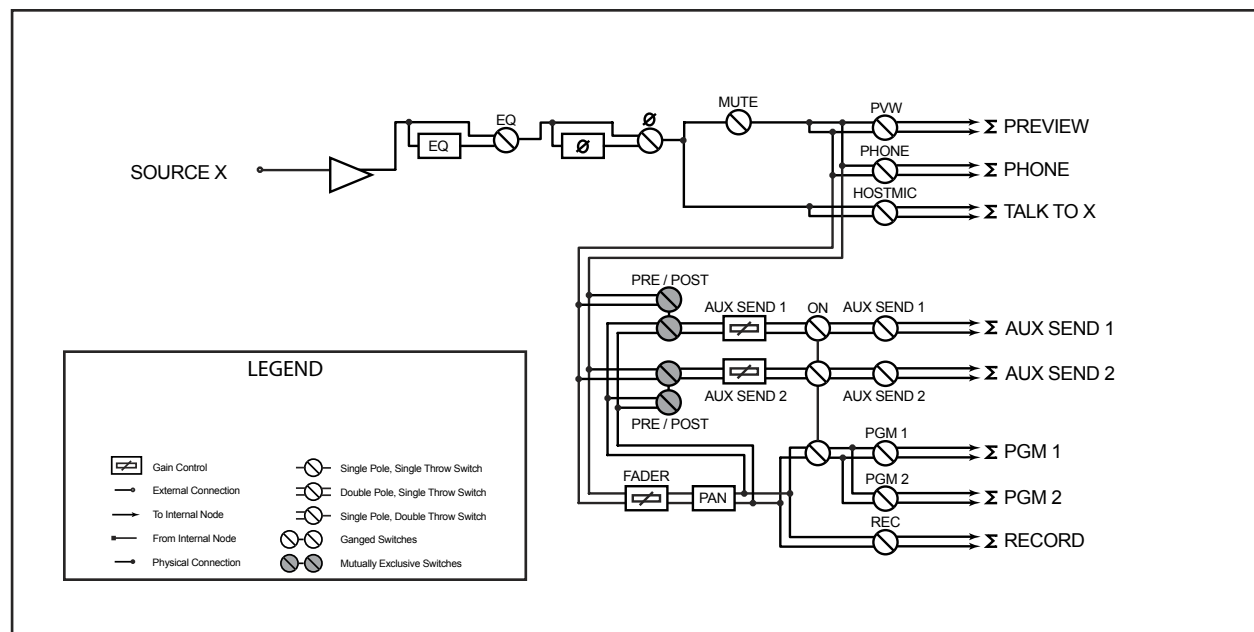 MUTE
PVW
Σ PREVIEW
EQ
Ø
EQ
Ø
SOURCE X
PHONE
Σ PHONE
HOSTMIC
Σ TALK TO X
PRE / POST
AUX SEND 1
ON
AUX SEND 1
Σ AUX SEND 1
Σ AUX SEND 2
AUX SEND 2
AUX SEND 2
PRE / POST
PGM 1
Σ PGM 1
FADER
PAN
PGM 2
Σ PGM 2
REC
Σ RECORD
LEGEND
Gain Control
External Connection
To Internal Node
From Internal Node
Physical Connection
Single Pole, Single Throw Switch
Double Pole, Single Throw Switch
Single Pole, Double Throw Switch
Ganged Switches
Mutually Exclusive Switches